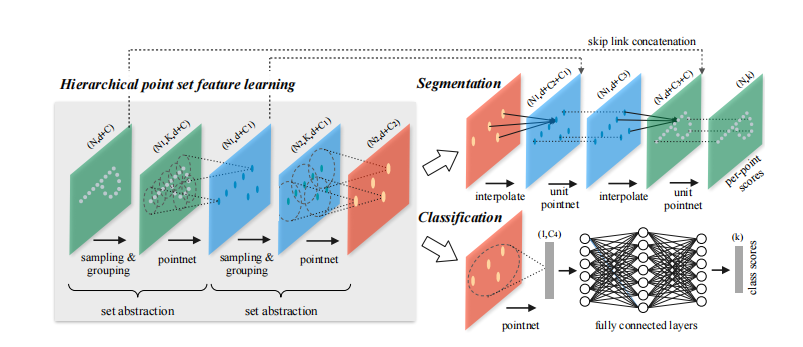 skip link concatenation
Hierarchical point set feature learning
Segmentation
(N,d+C)
(N1,K,d+C)
(N1,d+C1)
(N2,K,d+C1)
(N2,d+C2)
(N1,d+C2+C1)
(N1,d+C3)
(N,d+C3+C)
(N,k)
sampling &
grouping
pointnet
sampling &
grouping
pointnet
set abstraction
set abstraction
interpolate
unit
pointnet
interpolate
unit
pointnet
per-point
scores
Classification
(1,C4)
(k)
class scores
pointnet
fully connected layers